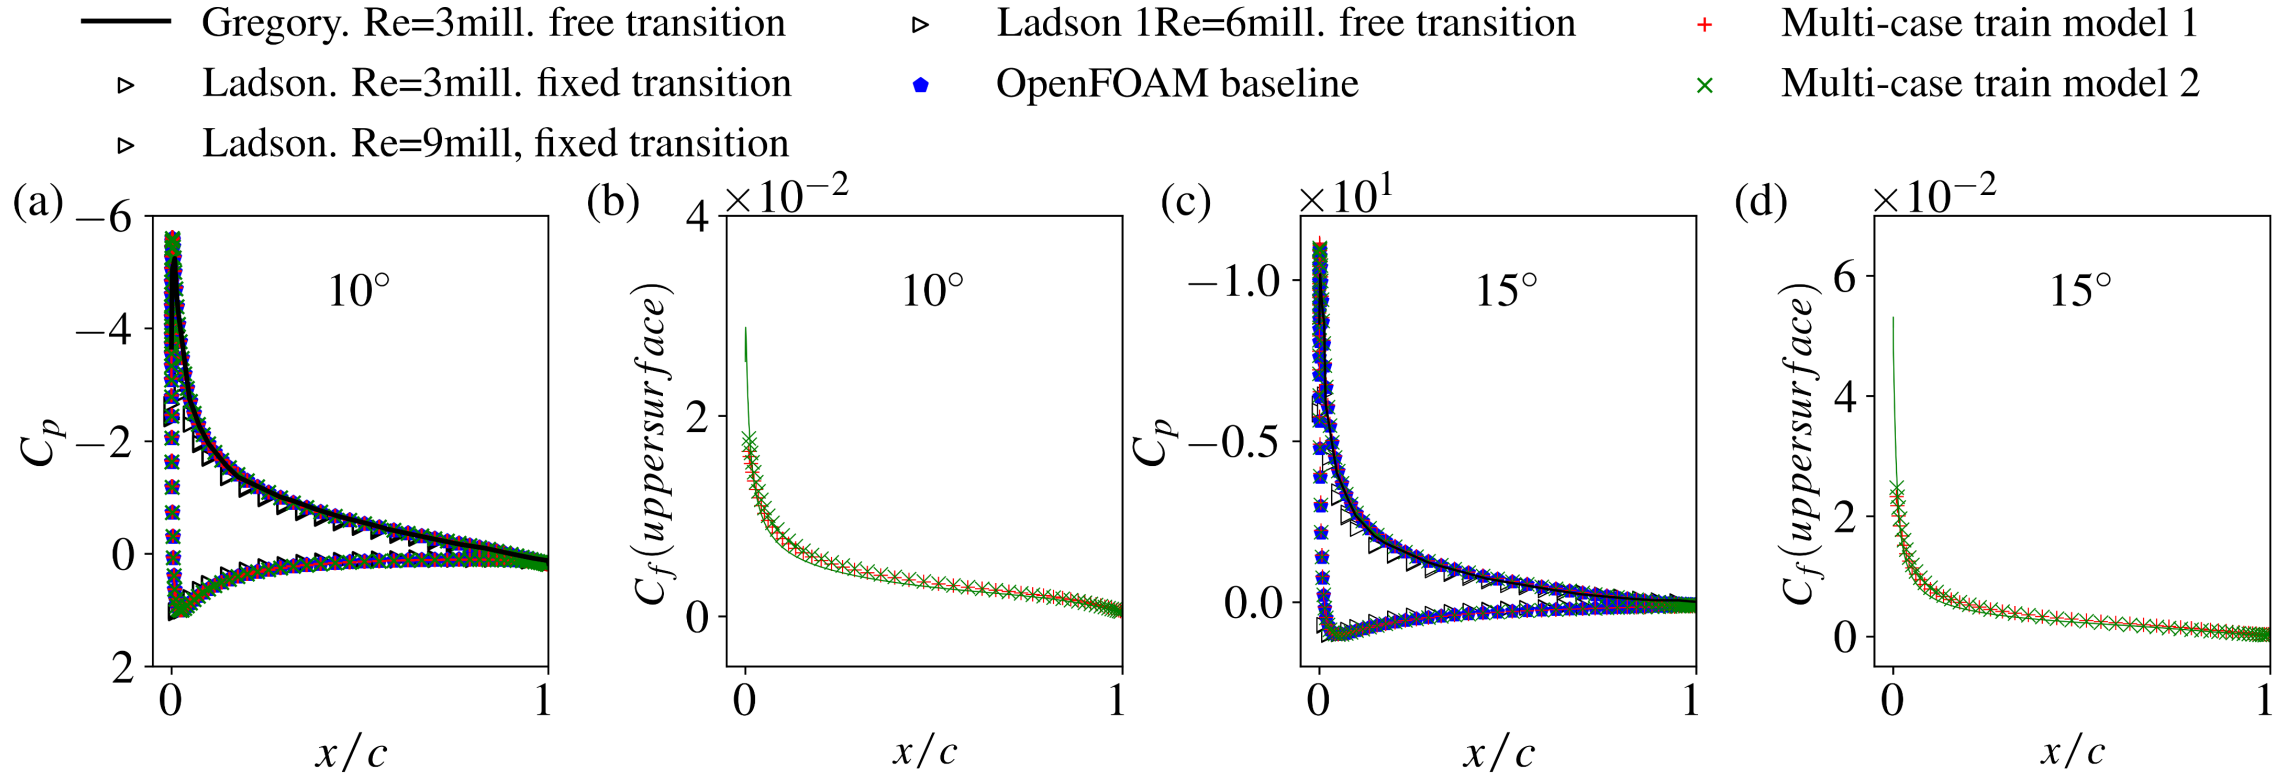 Gregory. Re=3mill. free transition
Ladson. Re=3mill. fixed transition
Ladson. Re=9mill, fixed transition
Ladson 1Re=6mill. free transition
OpenFOAM baseline
Multi-case train model 1
Multi-case train model 2
(a)
−6
−4
−2
0
2
C_p
10°
0 1
x/c
(b)
×10⁻²
4
2
0
C_f(uppersurface)
10°
0 1
x/c
(c)
×10¹
−1.0
−0.5
0.0
C_p
15°
0 1
x/c
(d)
×10⁻²
6
4
2
0
C_f(uppersurface)
15°
0 1
x/c